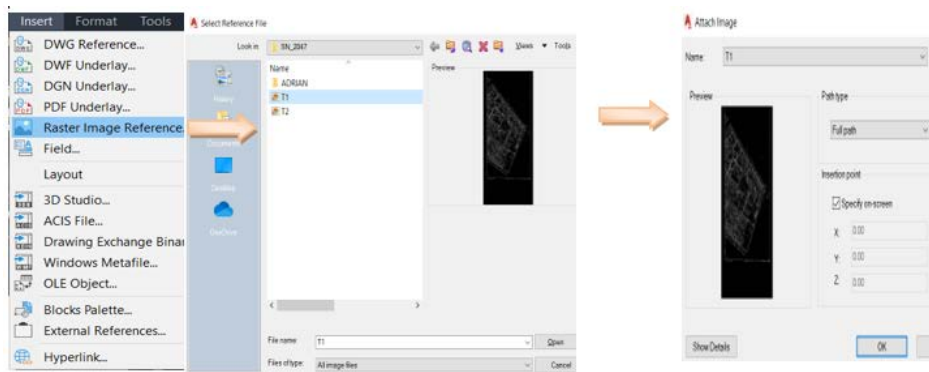 Insert Format Tools
DWG Reference...
DWF Underlay...
DGN Underlay...
PDF Underlay...
Raster Image Reference
Field...
Layout
3D Studio...
ACIS File...
Drawing Exchange Binar
Windows Metafile...
OLE Object...
Blocks Palette...
External References...
Hyperlink...
Select Reference File
Look in: SN_2047
Views Tools
Name
ADRIAN
T1
T2
Preview
Documents
Desktop
OneDrive
File name: T1
Open
Files of type: All image files
Cancel
Attach Image
Name: T1
Preview
Path type
Full path
Insertion point
Specify on-screen
X: 0.00
Y: 0.00
Z: 0.00
Show Details
OK